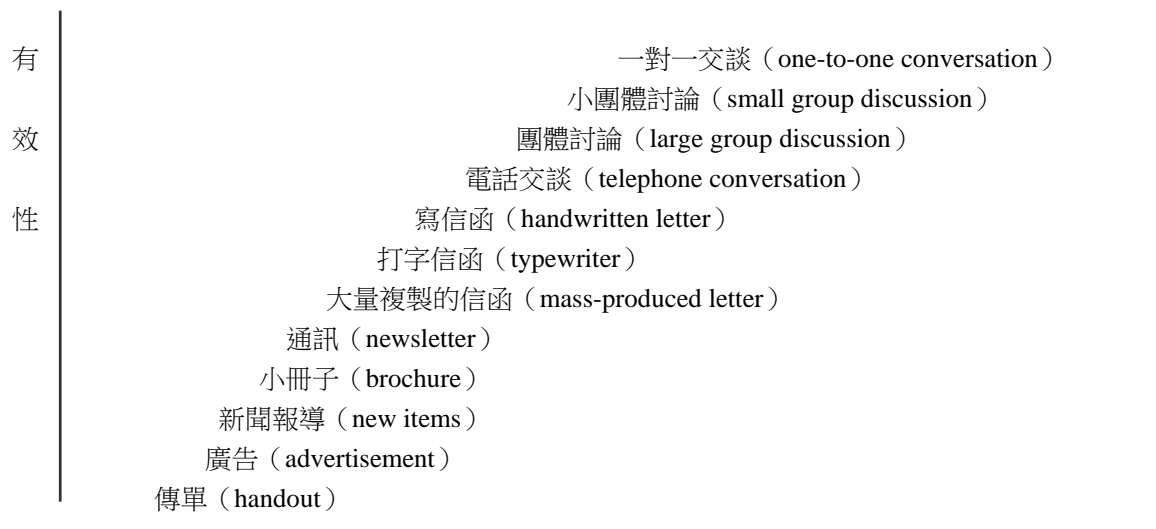 有 一對一交談（one-to-one conversation）
小團體討論（small group discussion）
效 團體討論（large group discussion）
電話交談（telephone conversation）
性 寫信函（handwritten letter）
打字信函（typewriter）
大量複製的信函（mass-produced letter）
通訊（newsletter）
小冊子（brochure）
新聞報導（new items）
廣告（advertisement）
傳單（handout）